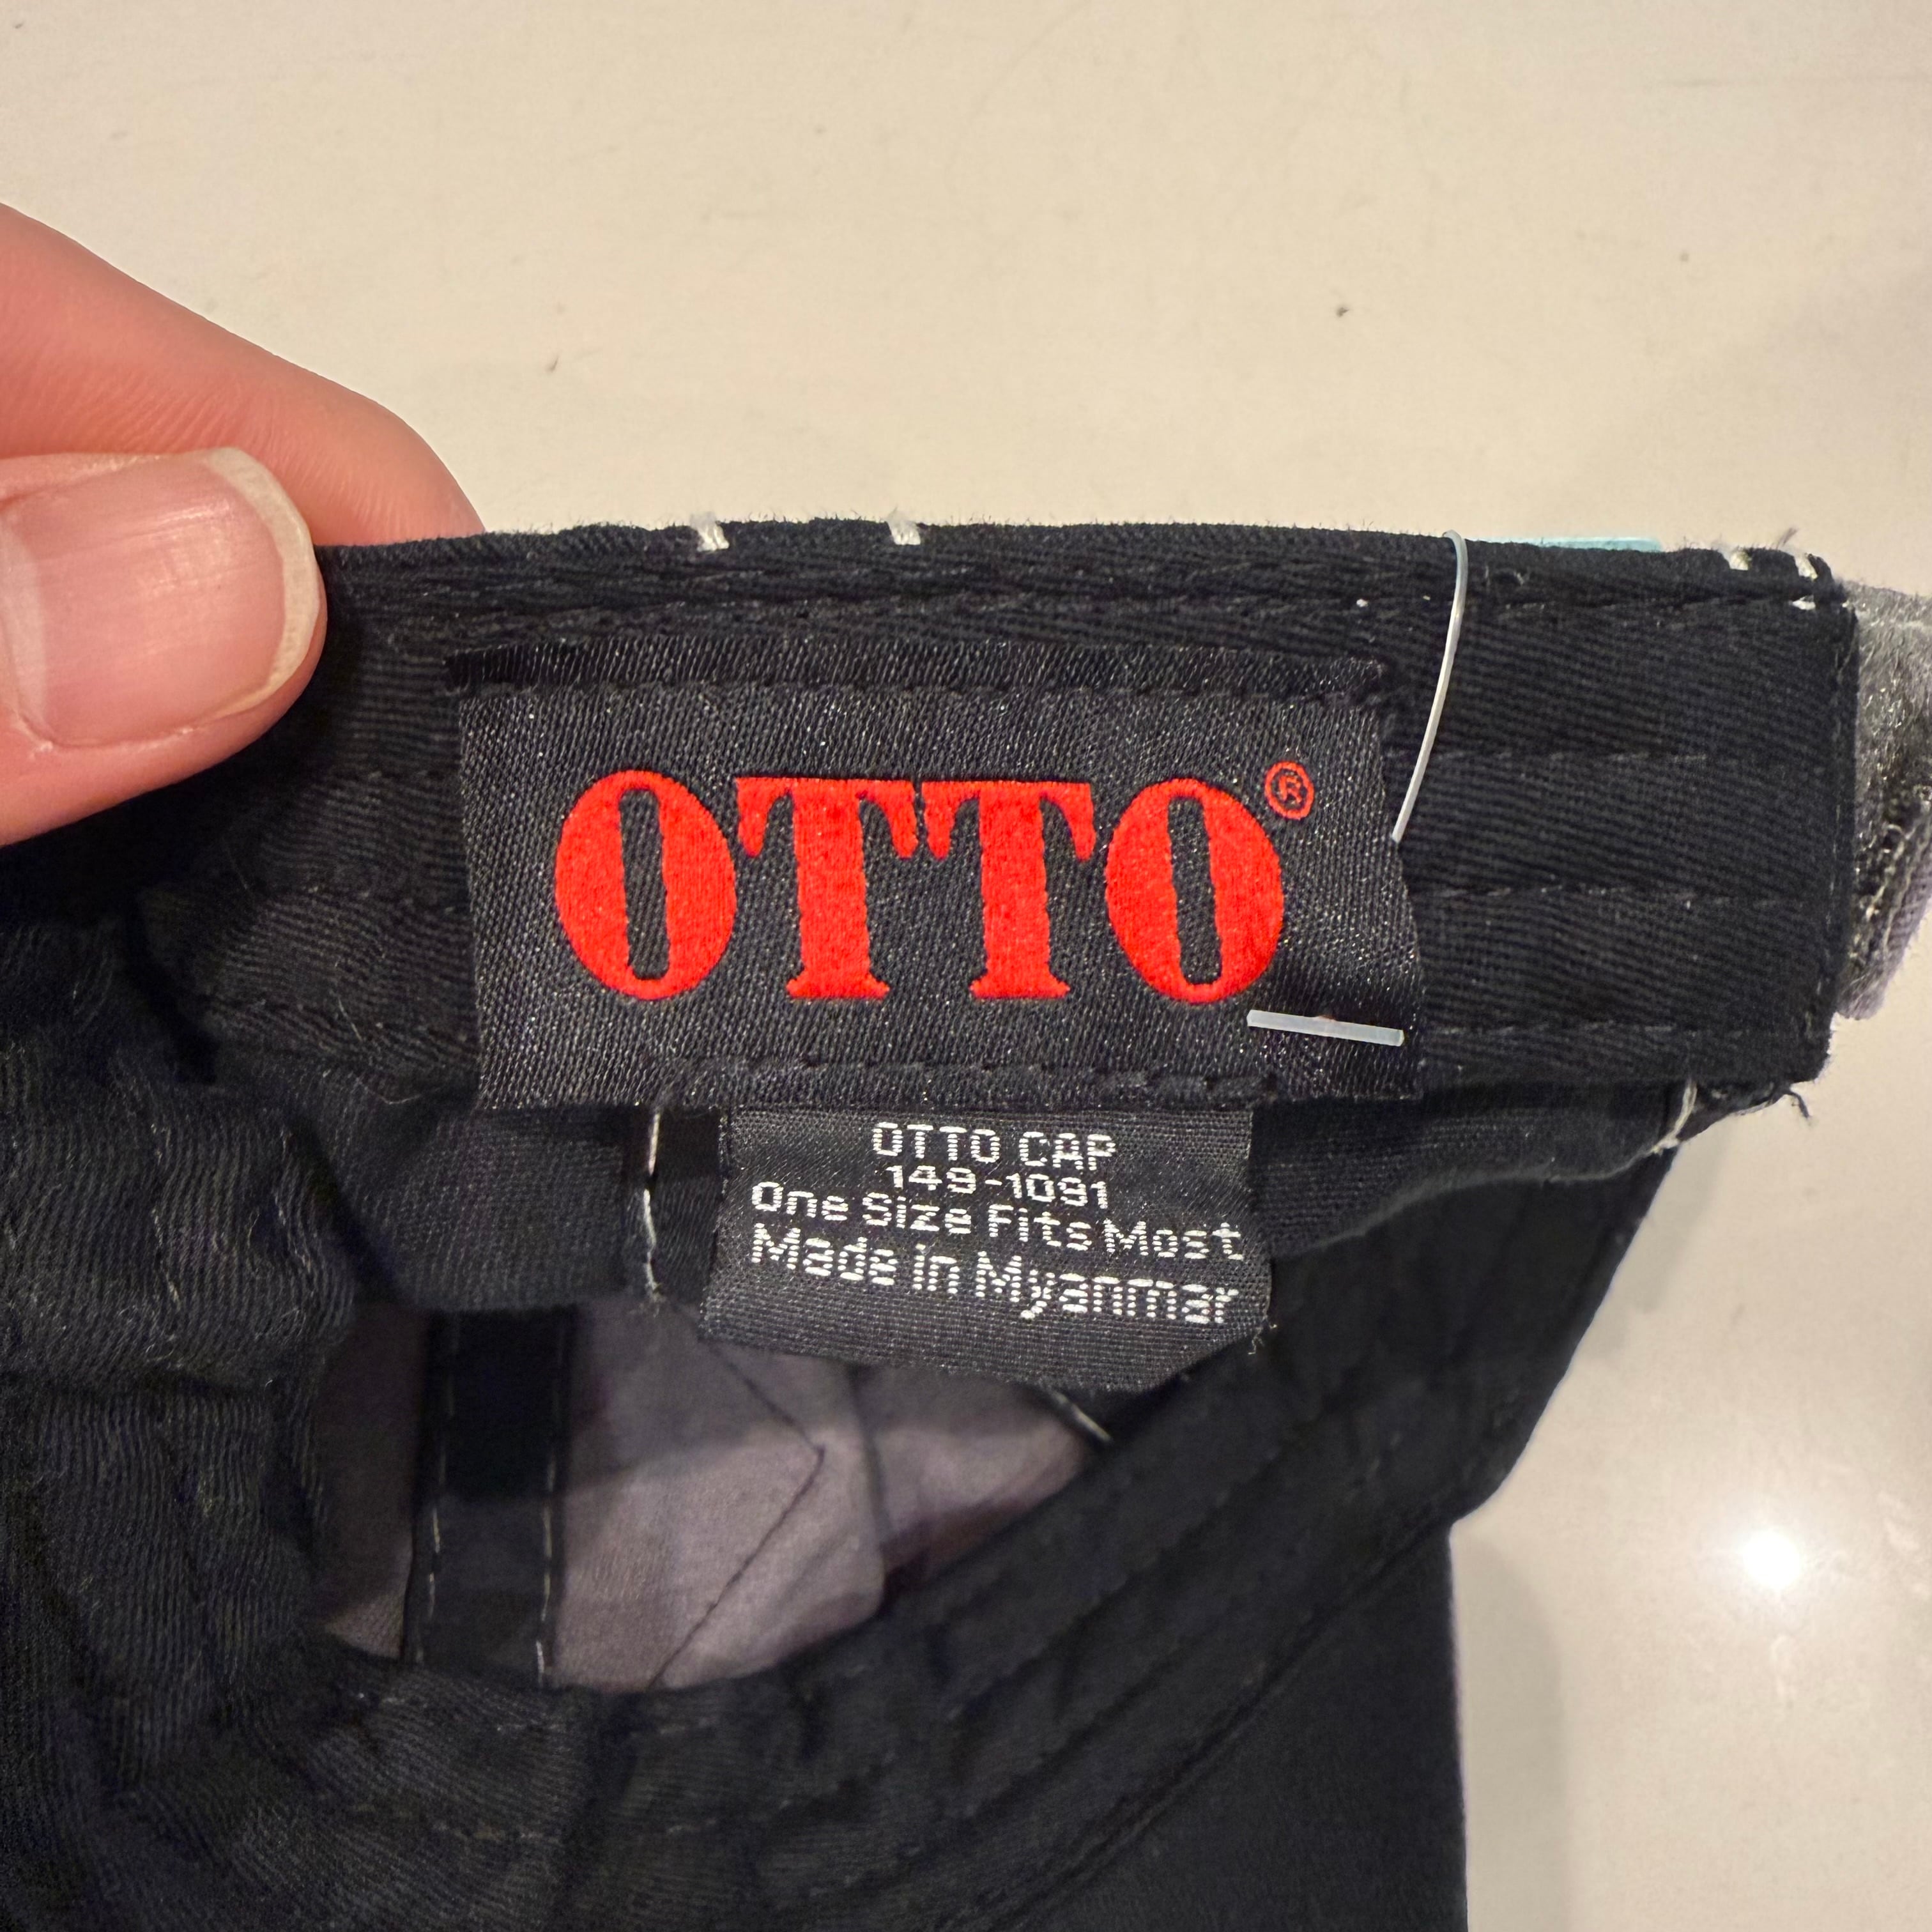 OTTO®
OTTO CAP
149-1091
One Size Fits Most
Made in Myanmar